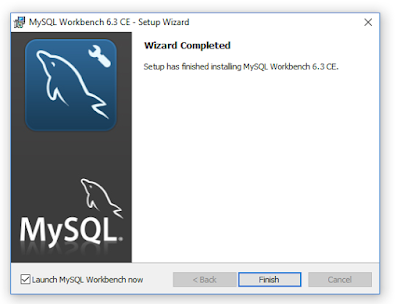 MySQL Workbench 6.3 CE - Setup Wizard
Wizard Completed
Setup has finished installing MySQL Workbench 6.3 CE.
MySQL®
Launch MySQL Workbench now
< Back
Finish
Cancel